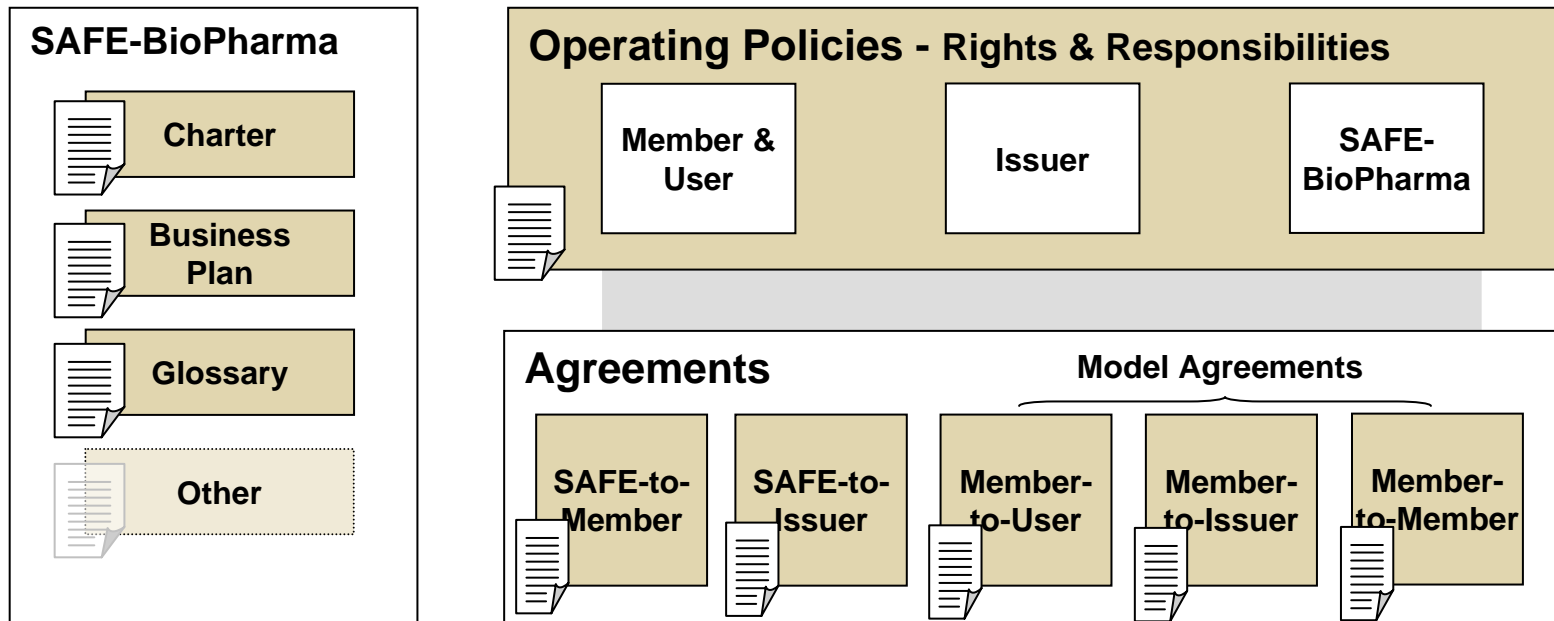 SAFE-BioPharma
Charter
Business
Plan
Glossary
Other
Operating Policies - Rights & Responsibilities
Member &
User
Issuer
SAFE-
BioPharma
Agreements
Model Agreements
SAFE-to-
Member
SAFE-to-
Issuer
Member-
to-User
Member-
to-Issuer
Member-
to-Member